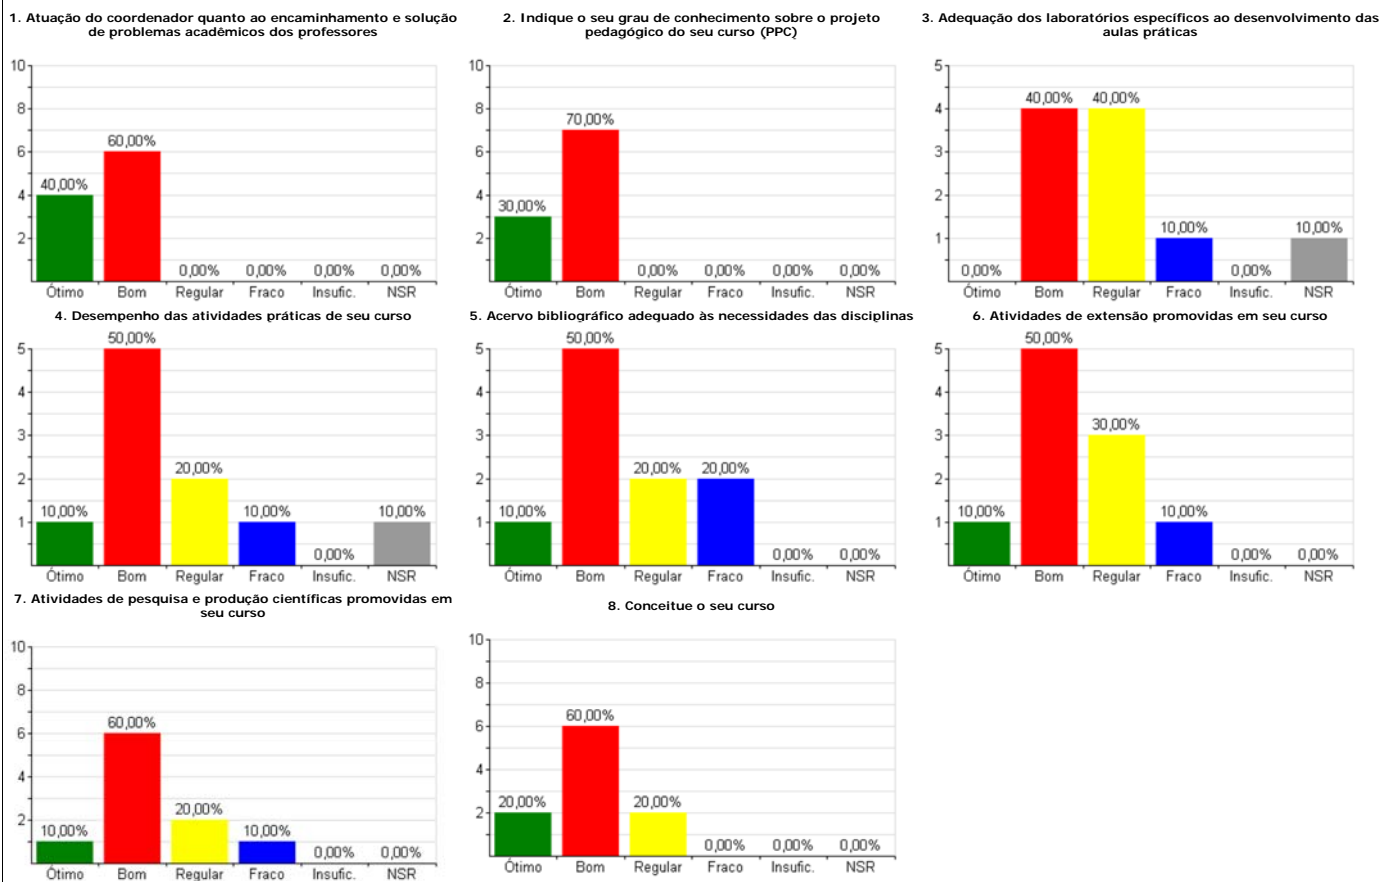 1. Atuação do coordenador quanto ao encaminhamento e solução
de problemas acadêmicos dos professores
10
8
6
4
2
40,00%
60,00%
0,00%
0,00%
0,00%
0,00%
Ótimo
Bom
Regular
Fraco
Insufic.
NSR
2. Indique o seu grau de conhecimento sobre o projeto
pedagógico do seu curso (PPC)
10
8
6
4
2
30,00%
70,00%
0,00%
0,00%
0,00%
0,00%
Ótimo
Bom
Regular
Fraco
Insufic.
NSR
3. Adequação dos laboratórios específicos ao desenvolvimento das
aulas práticas
5
4
3
2
1
0,00%
40,00%
40,00%
10,00%
0,00%
10,00%
Ótimo
Bom
Regular
Fraco
Insufic.
NSR
4. Desempenho das atividades práticas de seu curso
5
4
3
2
1
10,00%
50,00%
20,00%
10,00%
0,00%
10,00%
Ótimo
Bom
Regular
Fraco
Insufic.
NSR
5. Acervo bibliográfico adequado às necessidades das disciplinas
5
4
3
2
1
10,00%
50,00%
20,00%
20,00%
0,00%
0,00%
Ótimo
Bom
Regular
Fraco
Insufic.
NSR
6. Atividades de extensão promovidas em seu curso
5
4
3
2
1
10,00%
50,00%
30,00%
10,00%
0,00%
0,00%
Ótimo
Bom
Regular
Fraco
Insufic.
NSR
7. Atividades de pesquisa e produção científicas promovidas em
seu curso
10
8
6
4
2
10,00%
60,00%
20,00%
10,00%
0,00%
0,00%
Ótimo
Bom
Regular
Fraco
Insufic.
NSR
8. Conceitue o seu curso
10
8
6
4
2
20,00%
60,00%
20,00%
0,00%
0,00%
0,00%
Ótimo
Bom
Regular
Fraco
Insufic.
NSR